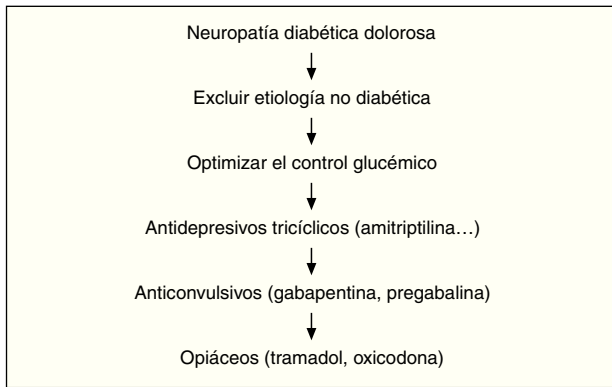 Neuropatía diabética dolorosa
Excluir etiología no diabética
Optimizar el control glucémico
Antidepresivos tricíclicos (amitriptilina…)
Anticonvulsivos (gabapentina, pregabalina)
Opiáceos (tramadol, oxicodona)